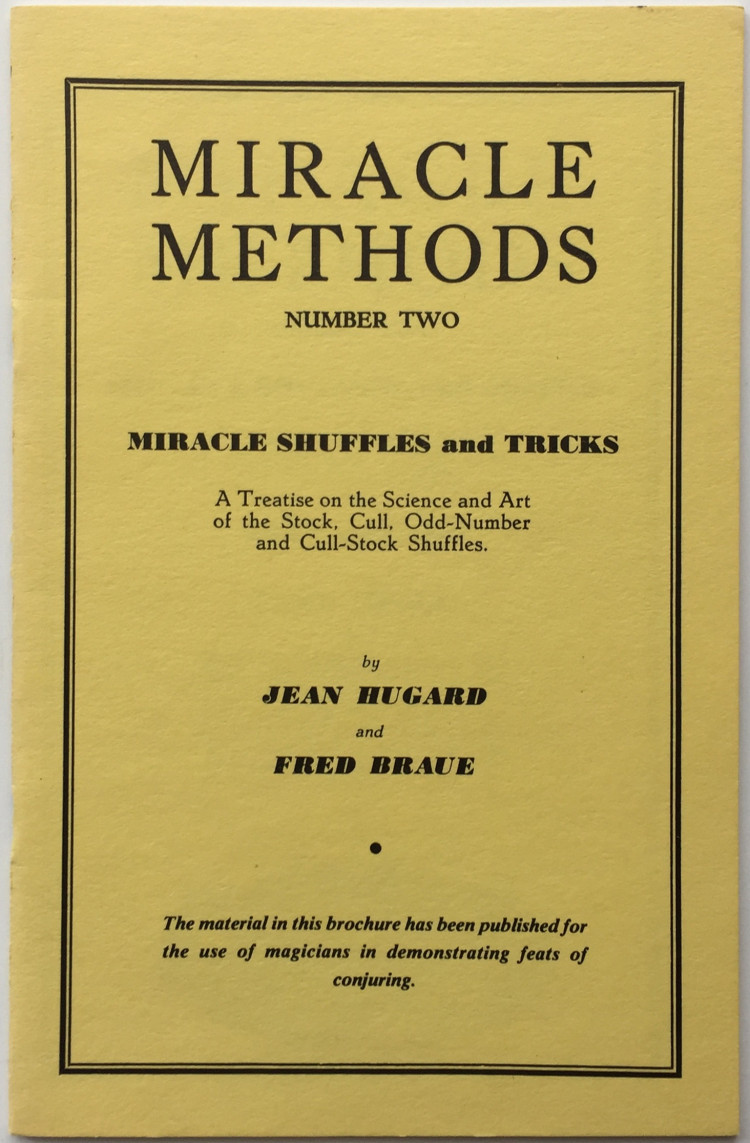 MIRACLE
METHODS
NUMBER TWO
MIRACLE SHUFFLES and TRICKS
A Treatise on the Science and Art
of the Stock, Cull, Odd-Number
and Cull-Stock Shuffles.
by
JEAN HUGARD
and
FRED BRAUE
The material in this brochure has been published for
the use of magicians in demonstrating feats of
conjuring.